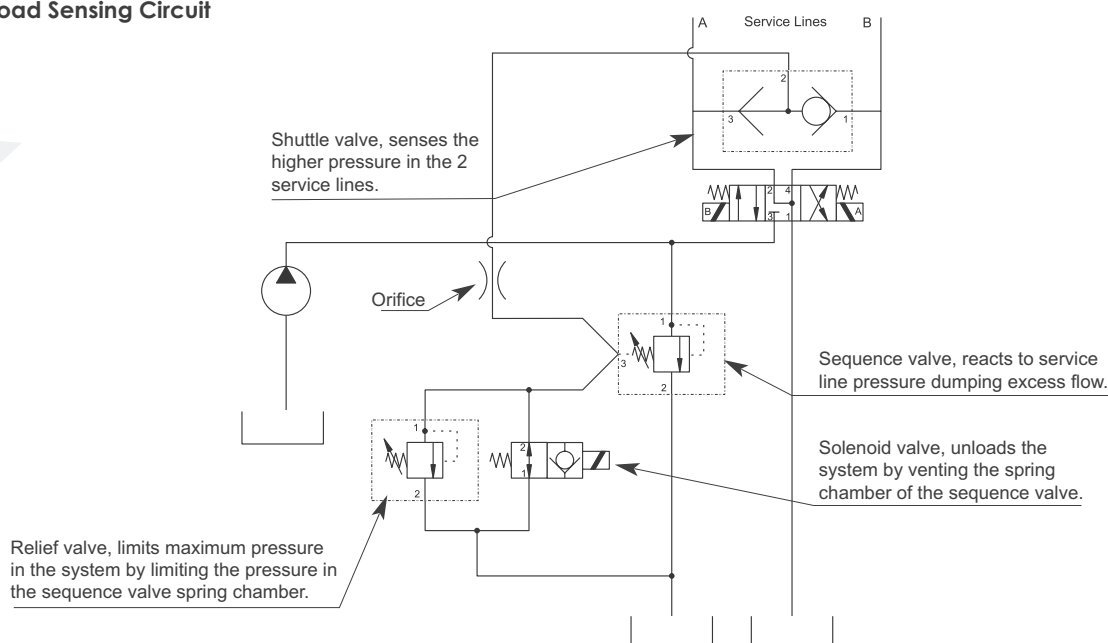 oad Sensing Circuit
A
Service Lines
B
2
3
1
Shuttle valve, senses the
higher pressure in the 2
service lines.
B
2
4
3
1
A
Orifice
1
3
2
Sequence valve, reacts to service
line pressure dumping excess flow.
1
2
2
1
Solenoid valve, unloads the
system by venting the spring
chamber of the sequence valve.
Relief valve, limits maximum pressure
in the system by limiting the pressure in
the sequence valve spring chamber.